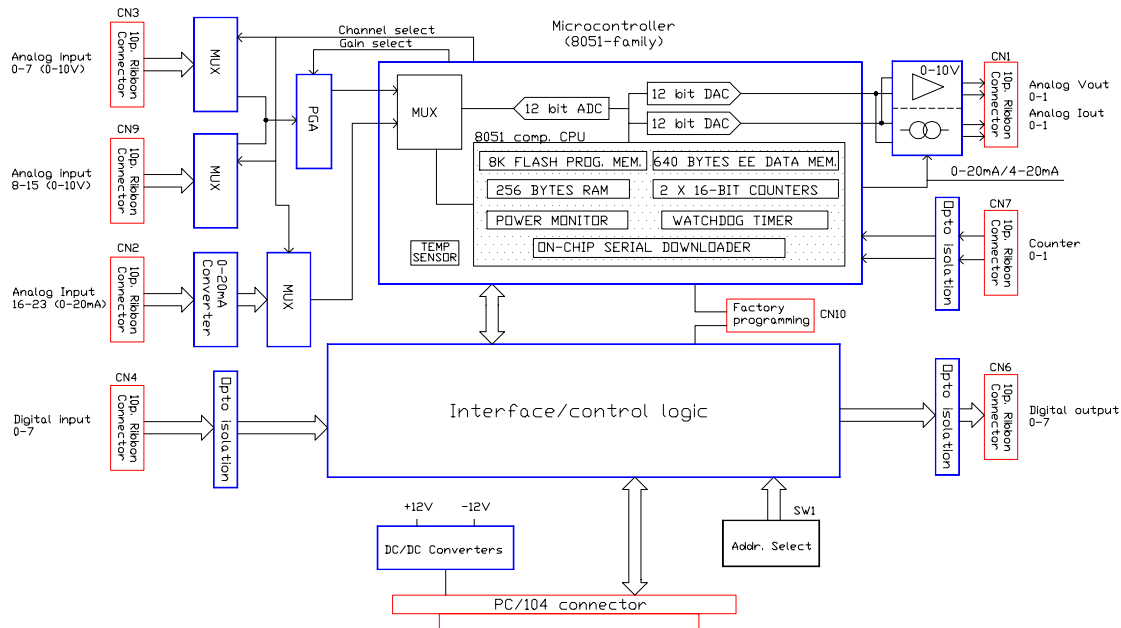 CN3
10p. Ribbon
Connector
Analog input
0-7 (0-10V)
MUX
Channel select
Gain select
Microcontroller
(8051-family)
CN9
10p. Ribbon
Connector
Analog input
8-15 (0-10V)
MUX
PGA
MUX
12 bit ADC
12 bit DAC
12 bit DAC
0-10V
CN1
10p. Ribbon
Connector
Analog Vout
0-1
Analog Iout
0-1
0-20mA/4-20mA
8051 comp. CPU
8K FLASH PROG. MEM.
640 BYTES EE DATA MEM.
256 BYTES RAM
2 X 16-BIT COUNTERS
POWER MONITOR
WATCHDOG TIMER
ON-CHIP SERIAL DOWNLOADER
TEMP
SENSOR
CN2
10p. Ribbon
Connector
Analog Input
16-23 (0-20mA)
0-20mA
Converter
MUX
Opto isolation
CN7
10p. Ribbon
Connector
Counter
0-1
Factory
programming
CN10
CN4
10p. Ribbon
Connector
Digital input
0-7
Opto isolation
Interface/control logic
Opto isolation
CN6
10p. Ribbon
Connector
Digital output
0-7
+12V
-12V
DC/DC Converters
SW1
Addr. Select
PC/104 connector